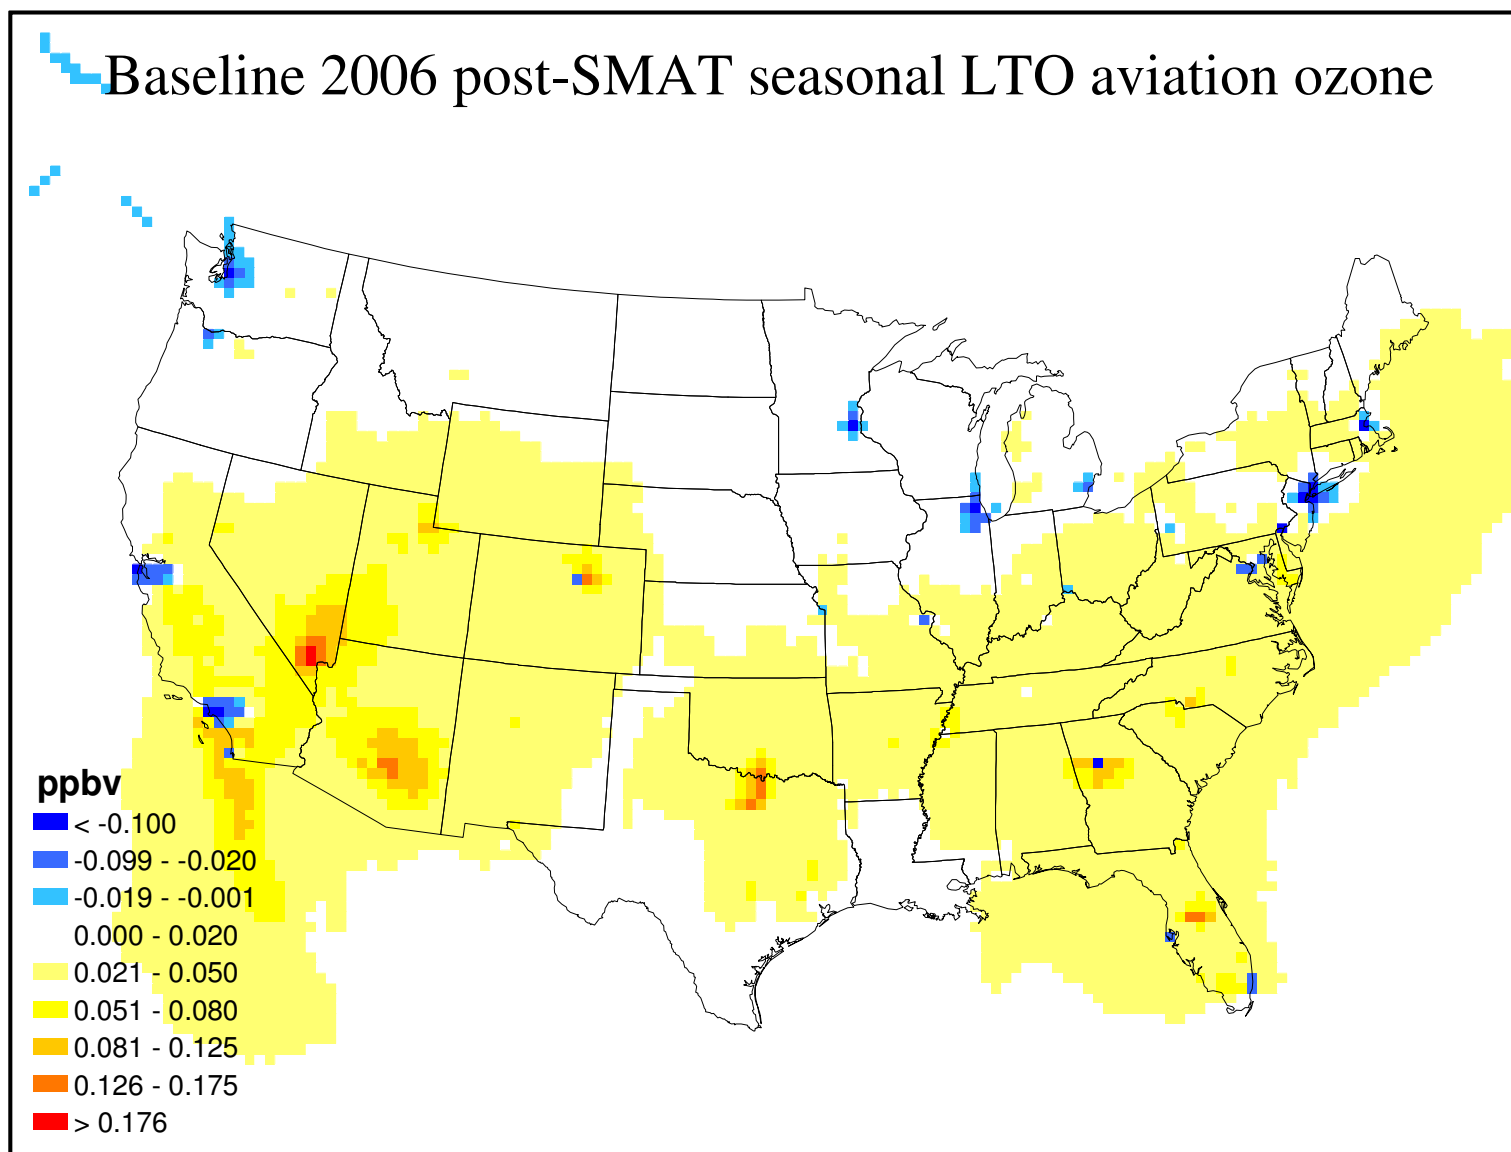 Baseline 2006 post-SMAT seasonal LTO aviation ozone
ppbv
< -0.100
-0.099 - -0.020
-0.019 - -0.001
0.000 - 0.020
0.021 - 0.050
0.051 - 0.080
0.081 - 0.125
0.126 - 0.175
> 0.176